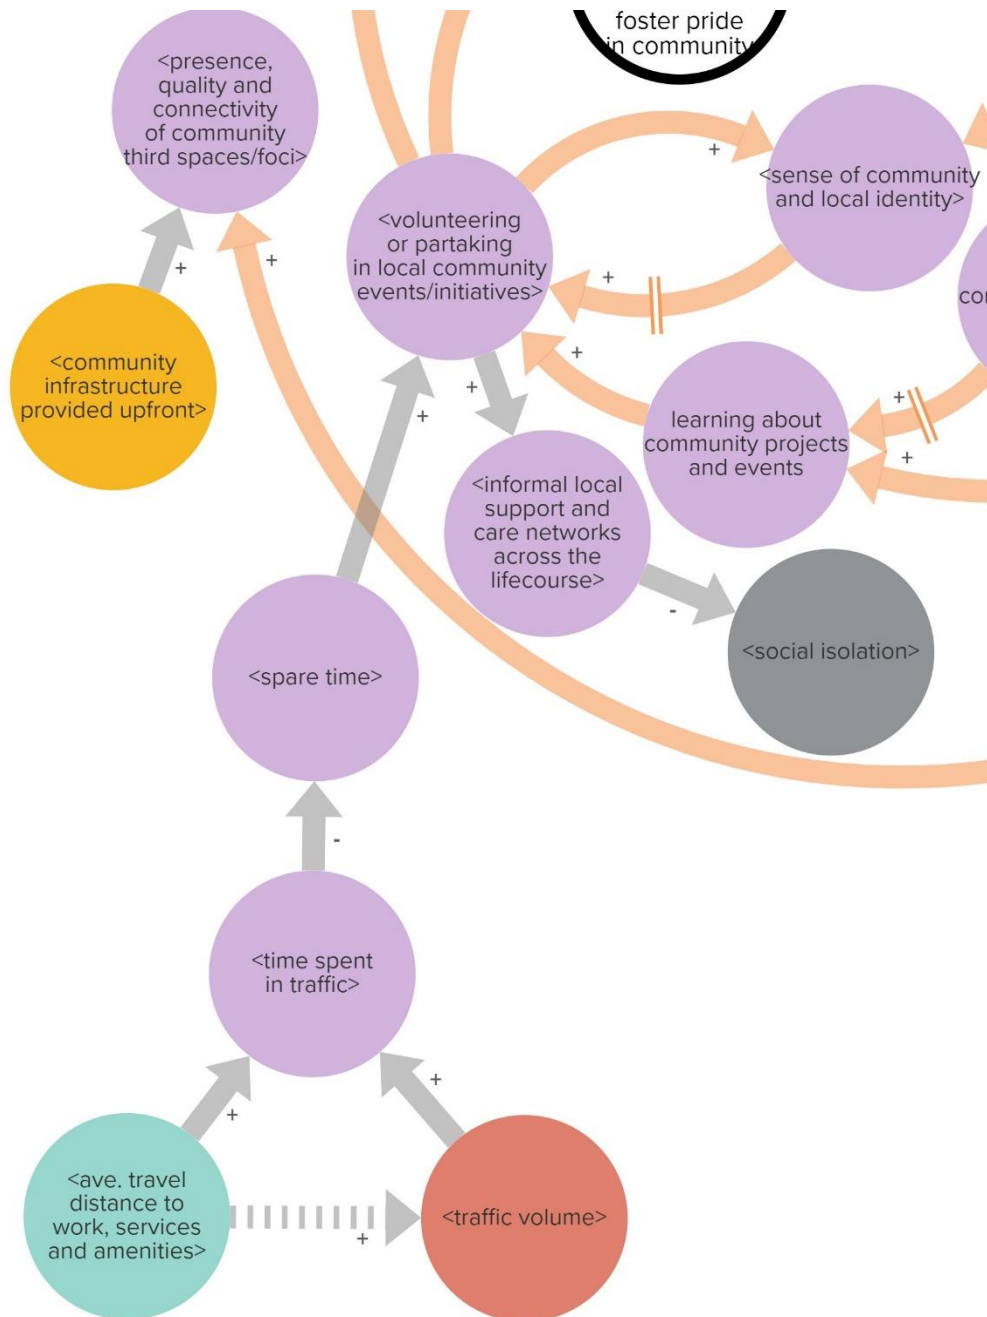 foster pride
in community
<presence,
quality and
connectivity
of community
third spaces/foci>
+
<sense of community
and local identity>
<volunteering
or partaking
in local community
events/initiatives>
+
+
+
<community
infrastructure
provided upfront>
+
+
+
+
learning about
community projects
and events
+
+
<informal local
support and
care networks
across the
lifecourse>
-
<social isolation>
<spare time>
-
<time spent
in traffic>
+
+
<ave. travel
distance to
work, services
and amenities>
+
<traffic volume>